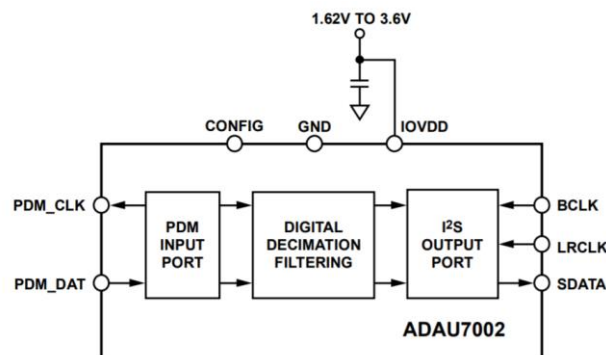 1.62V TO 3.6V
CONFIG
GND
IOVDD
PDM_CLK
PDM
INPUT
PORT
DIGITAL
DECIMATION
FILTERING
I²S
OUTPUT
PORT
BCLK
LRCLK
PDM_DAT
SDATA
ADAU7002